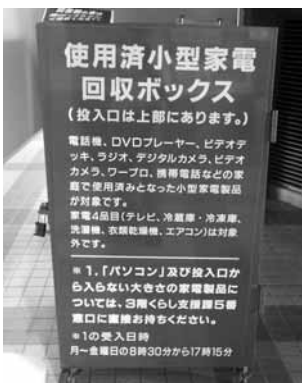 使用済小型家電
回収ボックス
(投入口は上部にあります。)
電話機、DVDプレーヤー、ビデオデ
ッキ、ラジオ、デジタルカメラ、ビデオ
カメラ、ワープロ、携帯電話などの家
庭で使用済みとなった小型家電製品
が対象です。
家電4品目(テレビ、冷蔵庫・冷凍庫、
洗濯機、衣類乾燥機、エアコン)は対象
外です。
※1.「パソコン」及び投入口か
ら入らない大きさの家電製品に
ついては、3階くらし支援課5番
窓口に直接お持ちください。
※1の受入日時
月~金曜日の8時30分から17時15分